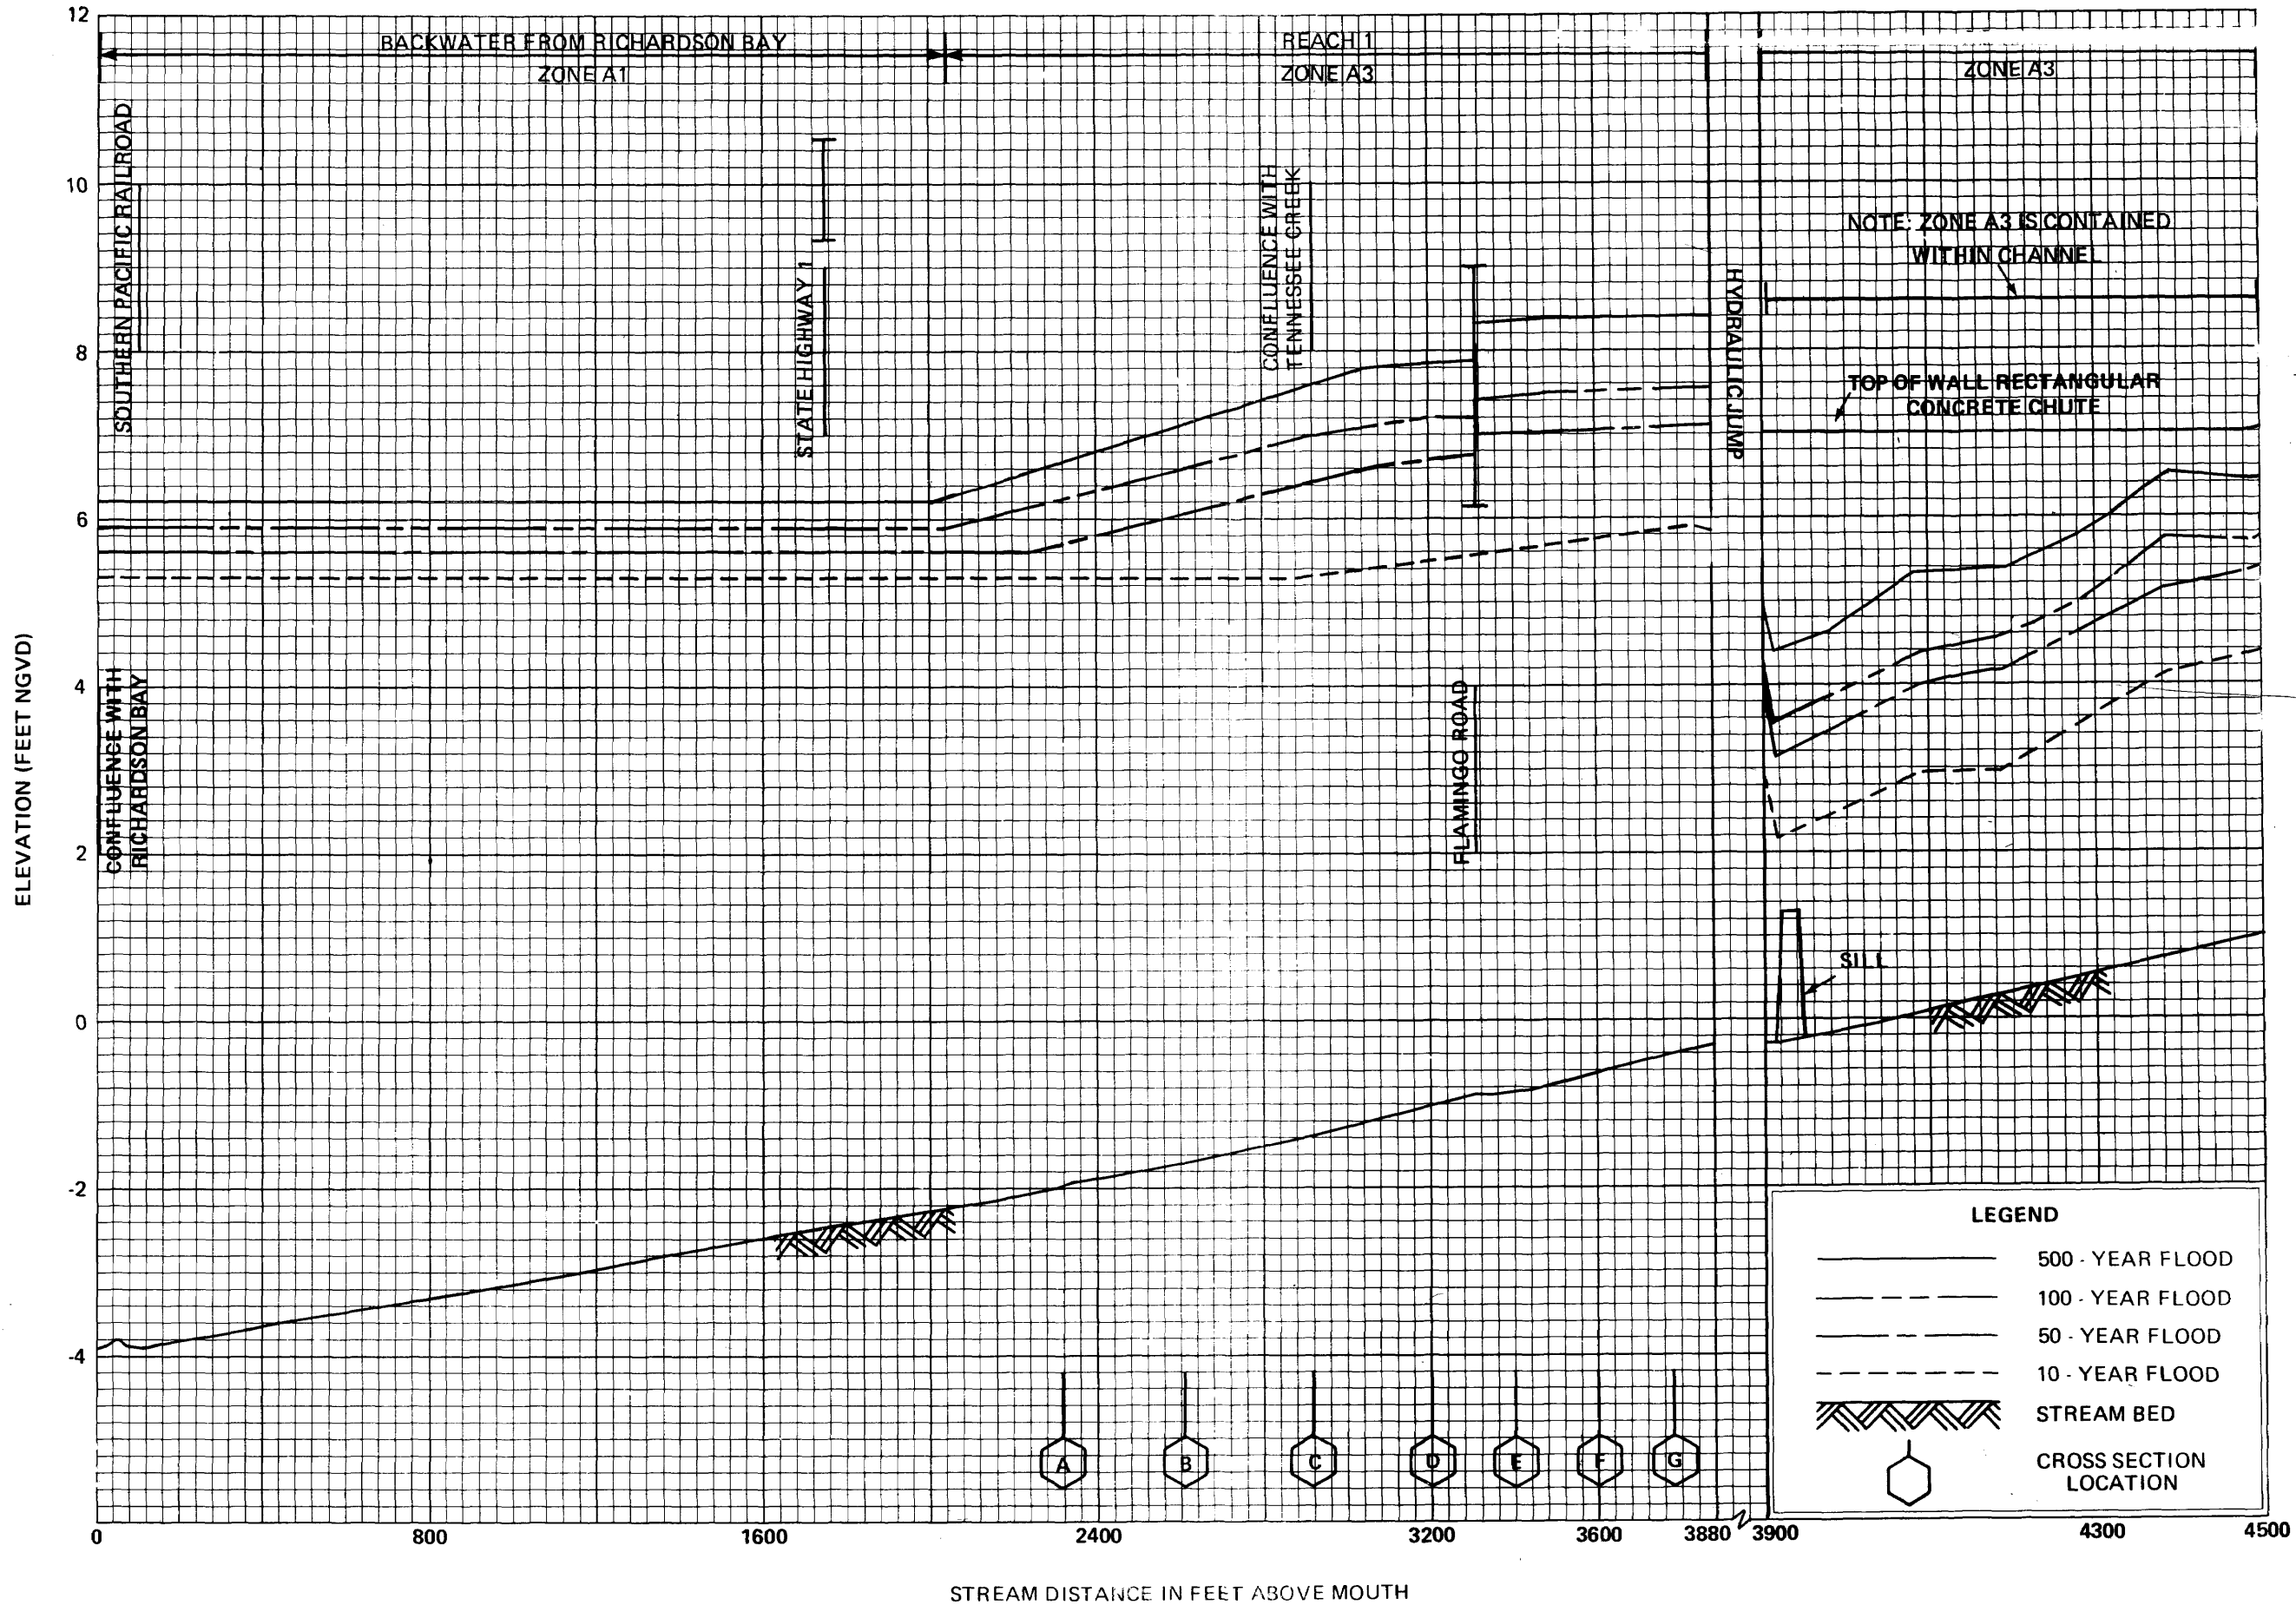 12
BACKWATER FROM RICHARDSON BAY
ZONE A1
REACH 1
ZONE A3
ZONE A3
SOUTHERN PACIFIC RAILROAD
STATE HIGHWAY 1
CONFLUENCE WITH
TENNESSEE CREEK
HYDRAULIC JUMP
NOTE: ZONE A3 IS CONTAINED
WITHIN CHANNEL
TOP OF WALL RECTANGULAR
CONCRETE CHUTE
10
8
6
4
2
0
-2
-4
ELEVATION (FEET NGVD)
CONFLUENCE WITH
RICHARDSON BAY
FLAMINGO ROAD
SILL
A
B
C
D
E
F
G
LEGEND
500 - YEAR FLOOD
100 - YEAR FLOOD
50 - YEAR FLOOD
10 - YEAR FLOOD
STREAM BED
CROSS SECTION
LOCATION
0
800
1600
2400
3200
3600
3880
3900
4300
4500
STREAM DISTANCE IN FEET ABOVE MOUTH